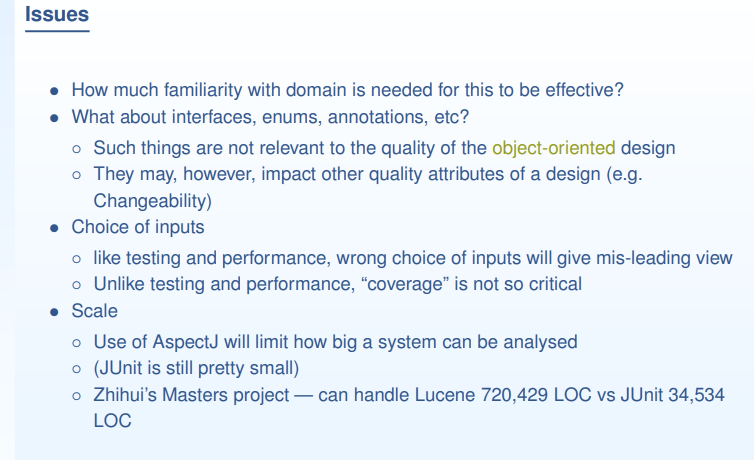 Issues
● How much familiarity with domain is needed for this to be effective?
● What about interfaces, enums, annotations, etc?
○ Such things are not relevant to the quality of the object-oriented design
○ They may, however, impact other quality attributes of a design (e.g.
Changeability)
● Choice of inputs
○ like testing and performance, wrong choice of inputs will give mis-leading view
○ Unlike testing and performance, “coverage” is not so critical
● Scale
○ Use of AspectJ will limit how big a system can be analysed
○ (JUnit is still pretty small)
○ Zhihui’s Masters project — can handle Lucene 720,429 LOC vs JUnit 34,534
LOC